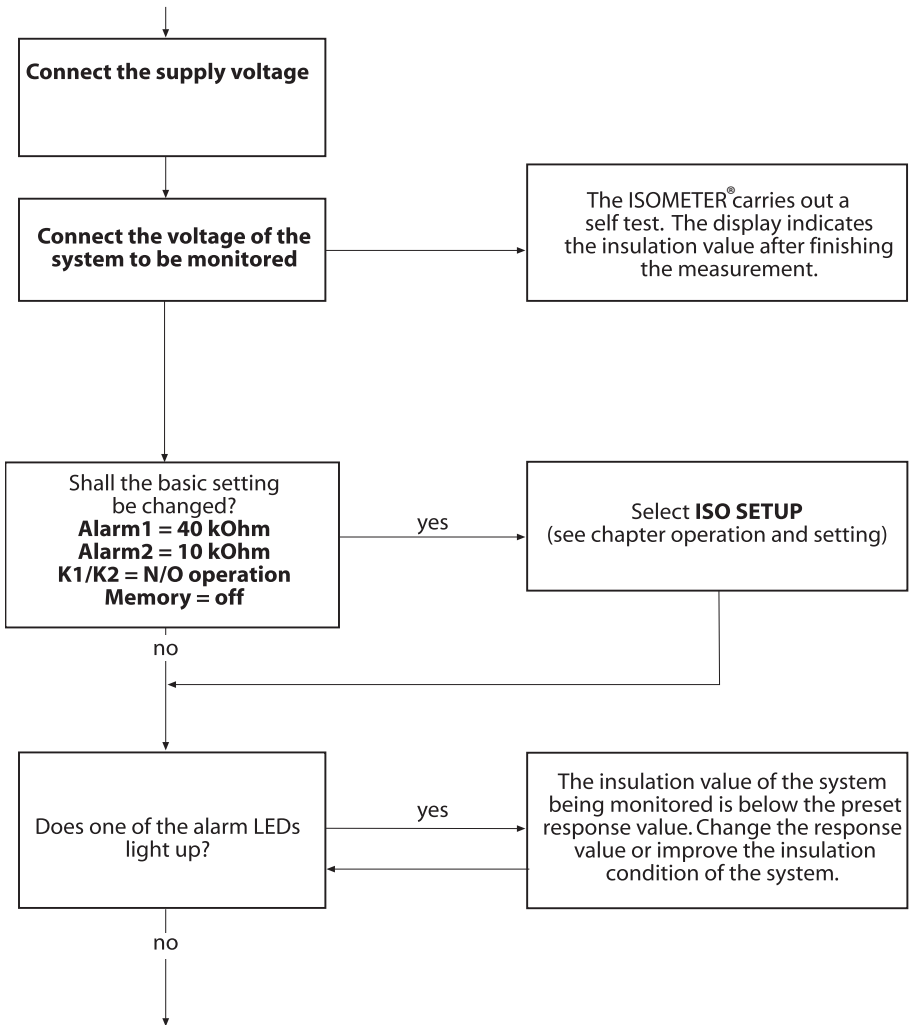 Connect the supply voltage
Connect the voltage of the
system to be monitored
The ISOMETER® carries out a
self test. The display indicates
the insulation value after finishing
the measurement.
Shall the basic setting
be changed?
Alarm1 = 40 kOhm
Alarm2 = 10 kOhm
K1/K2 = N/O operation
Memory = off
yes
Select ISO SETUP
(see chapter operation and setting)
no
Does one of the alarm LEDs
light up?
yes
The insulation value of the system
being monitored is below the preset
response value. Change the response
value or improve the insulation
condition of the system.
no